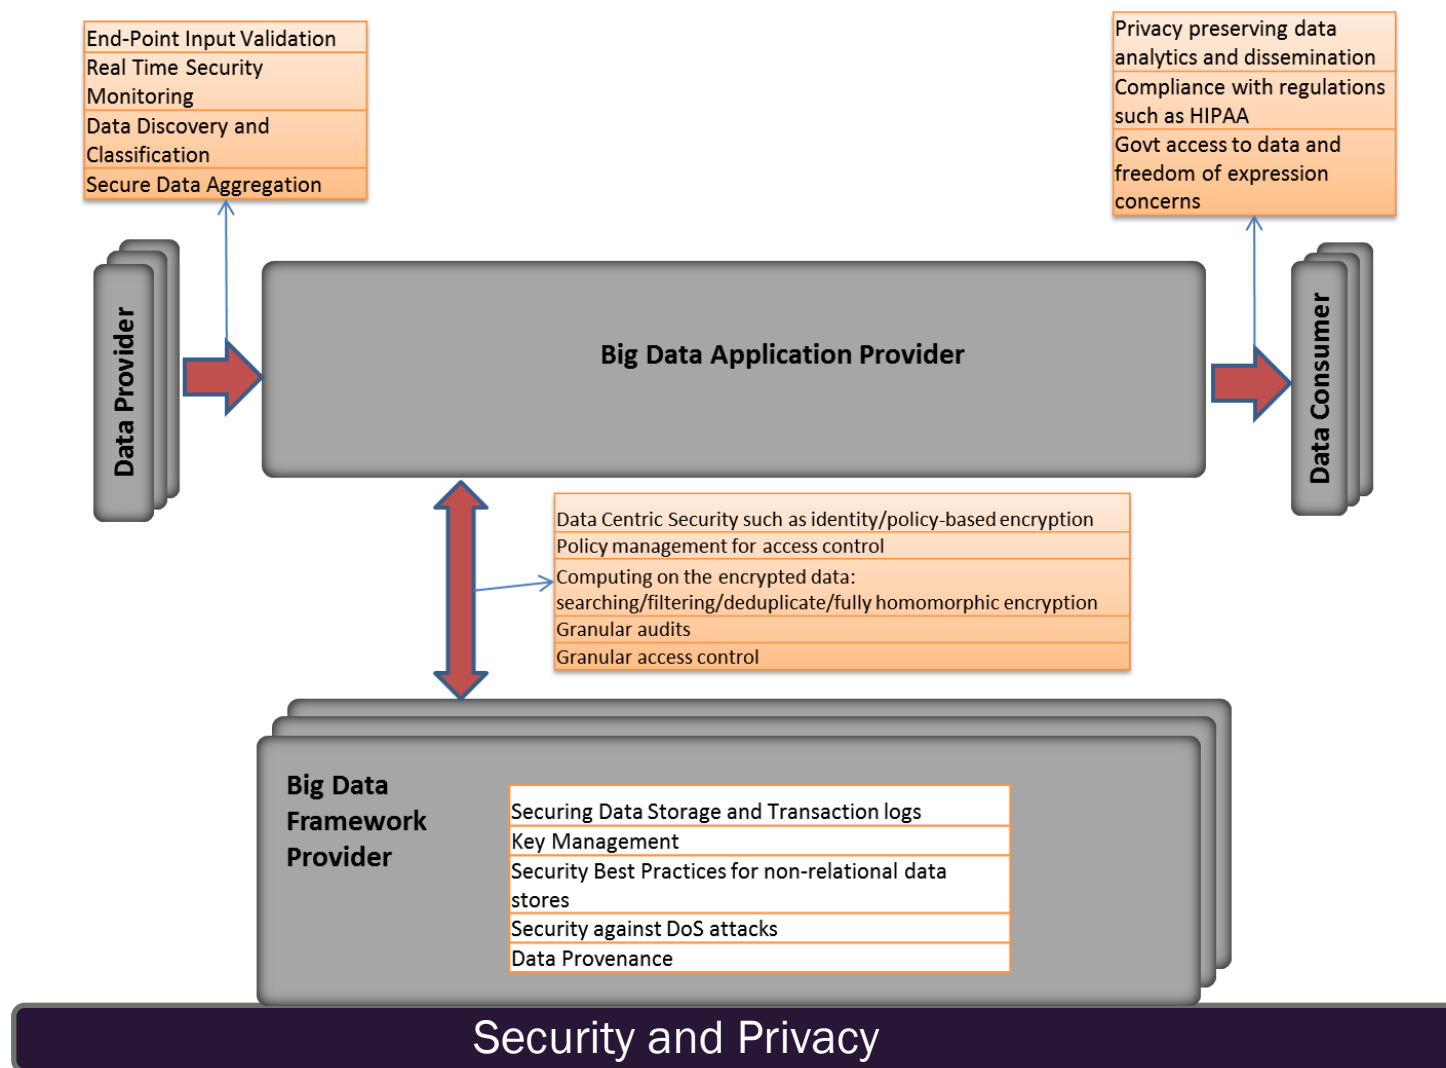 End-Point Input Validation
Real Time Security
Monitoring
Data Discovery and
Classification
Secure Data Aggregation
Privacy preserving data
analytics and dissemination
Compliance with regulations
such as HIPAA
Govt access to data and
freedom of expression
concerns
Data Provider
Big Data Application Provider
Data Consumer
Data Centric Security such as identity/policy-based encryption
Policy management for access control
Computing on the encrypted data:
searching/filtering/deduplicate/fully homomorphic encryption
Granular audits
Granular access control
Big Data
Framework
Provider
Securing Data Storage and Transaction logs
Key Management
Security Best Practices for non-relational data
stores
Security against DoS attacks
Data Provenance
Security and Privacy